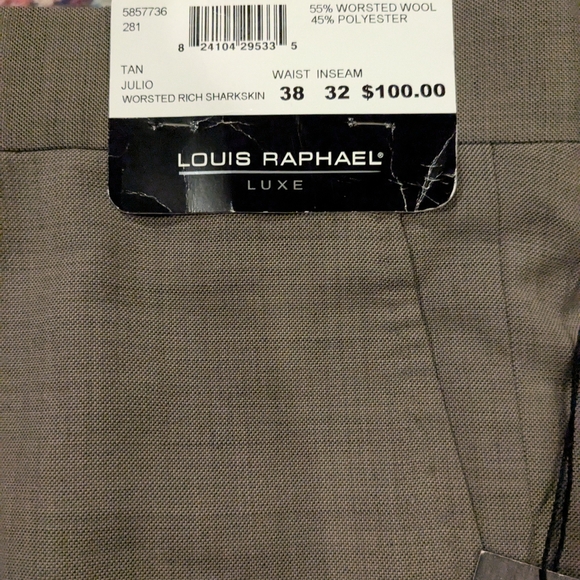 5857736
281
55% WORSTED WOOL
45% POLYESTER
8 24104 29533 5
TAN
JULIO
WORSTED RICH SHARKSKIN
WAIST INSEAM
38 32 $100.00
LOUIS RAPHAEL®
LUXE